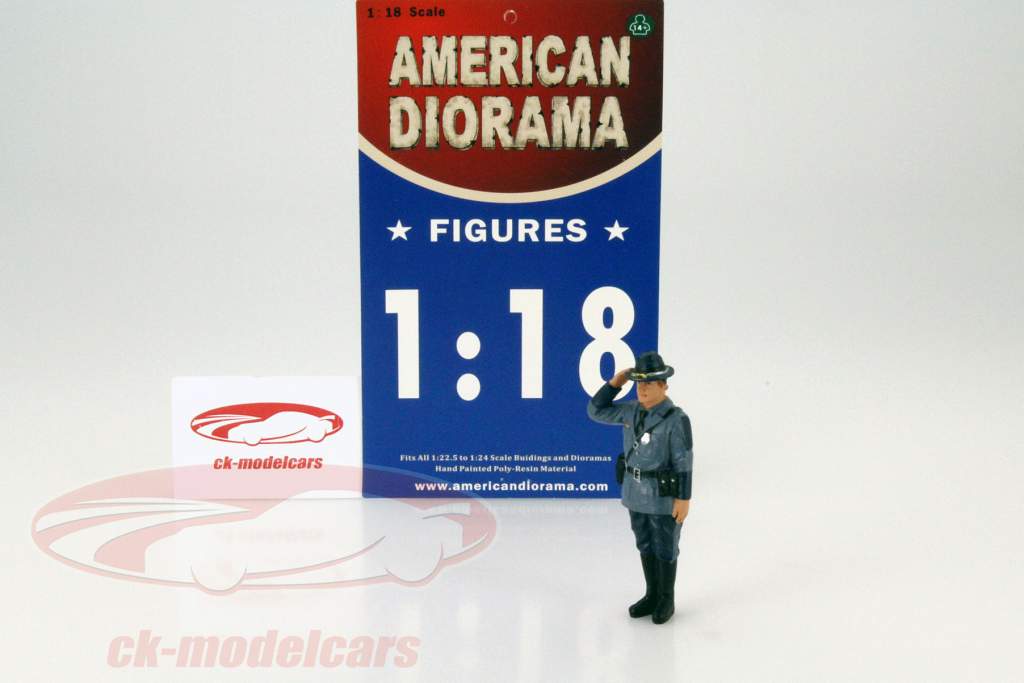 1:18 Scale
14+
AMERICAN
DIORAMA
★ FIGURES ★
1:18
Fits All 1:22.5 to 1:24 Scale Buidings and Dioramas
Hand Painted Poly-Resin Material
www.americandiorama.com
ck-modelcars
ck-modelcars